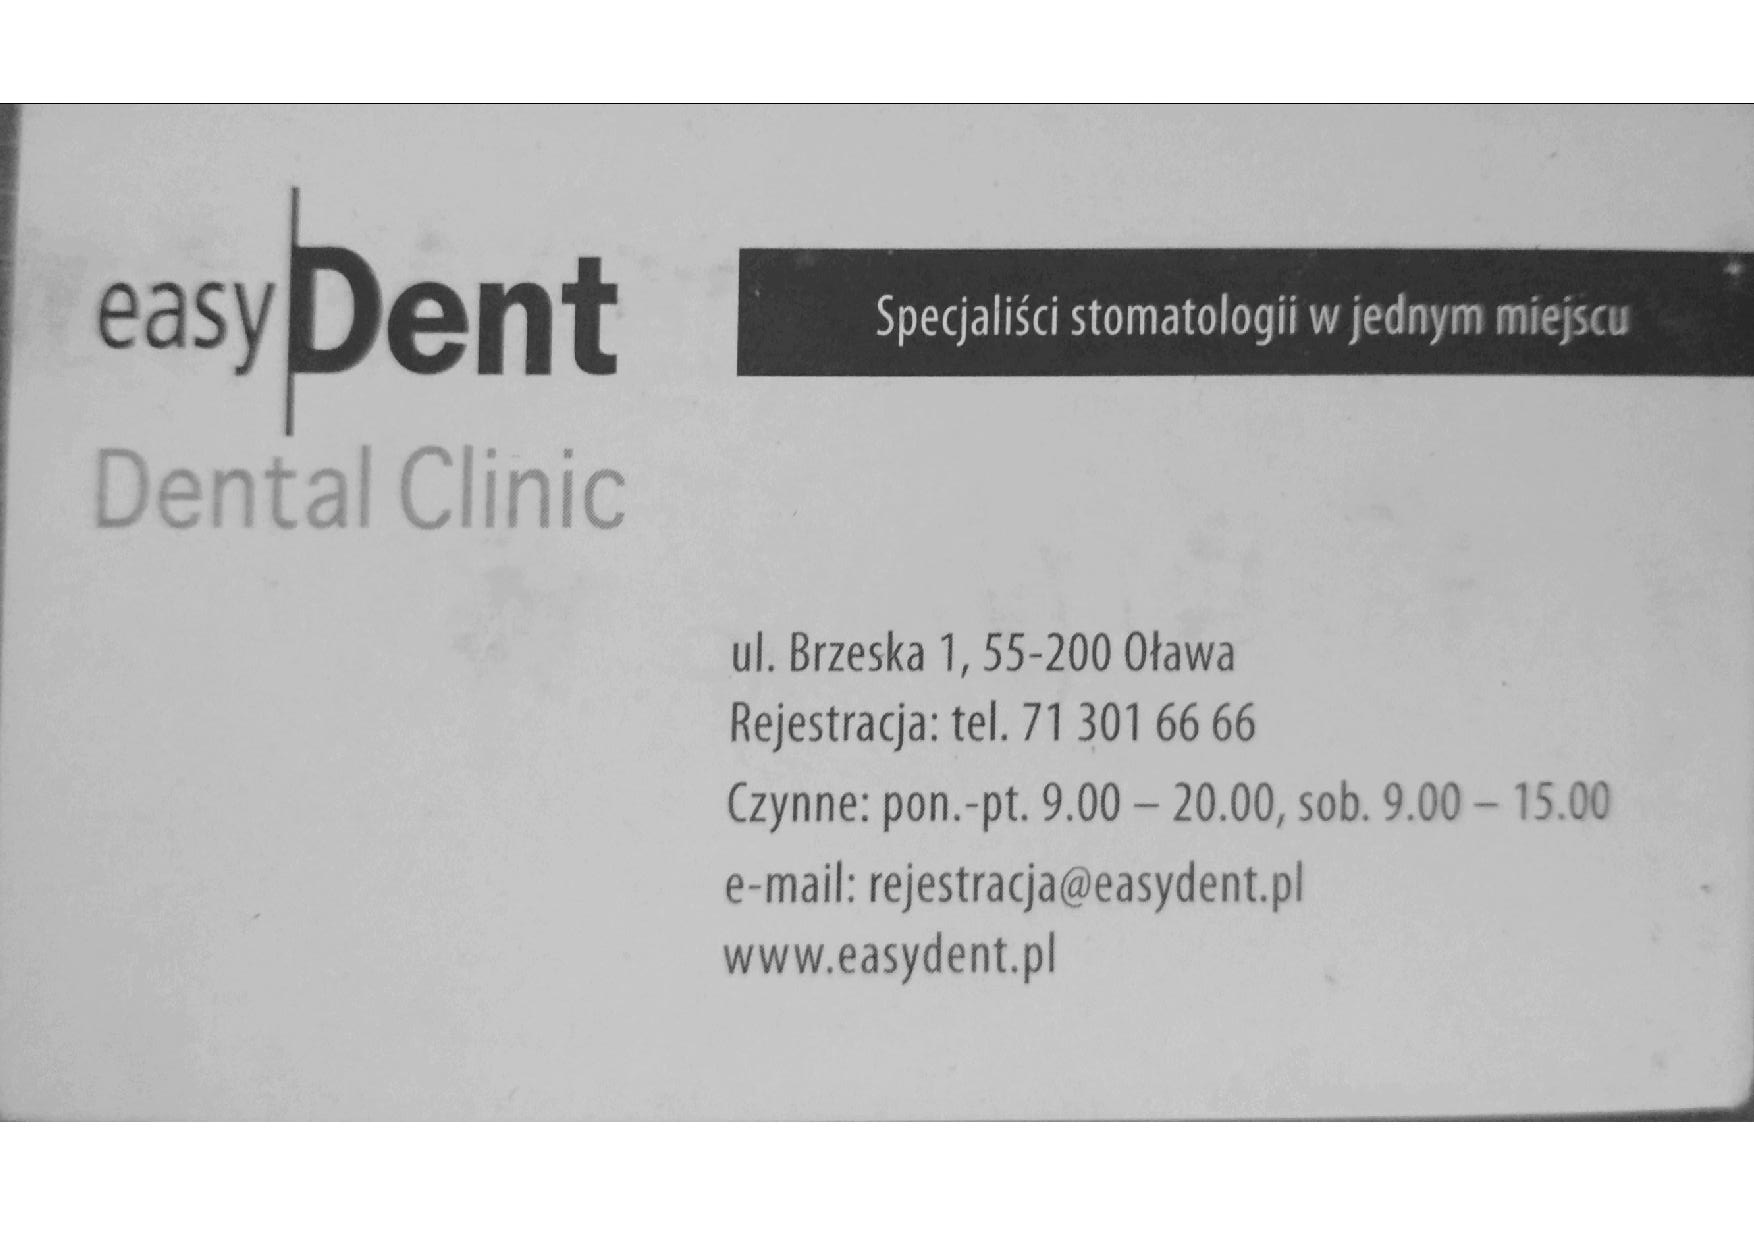 easyDent
Dental Clinic
Specjaliści stomatologii w jednym miejscu
ul. Brzeska 1, 55-200 Oława
Rejestracja: tel. 71 301 66 66
Czynne: pon.-pt. 9.00 – 20.00, sob. 9.00 – 15.00
e-mail: rejestracja@easydent.pl
www.easydent.pl